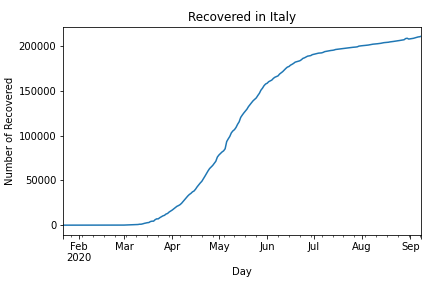 Recovered in Italy
Number of Recovered
200000
150000
100000
50000
0
Feb Mar Apr May Jun Jul Aug Sep
2020
Day